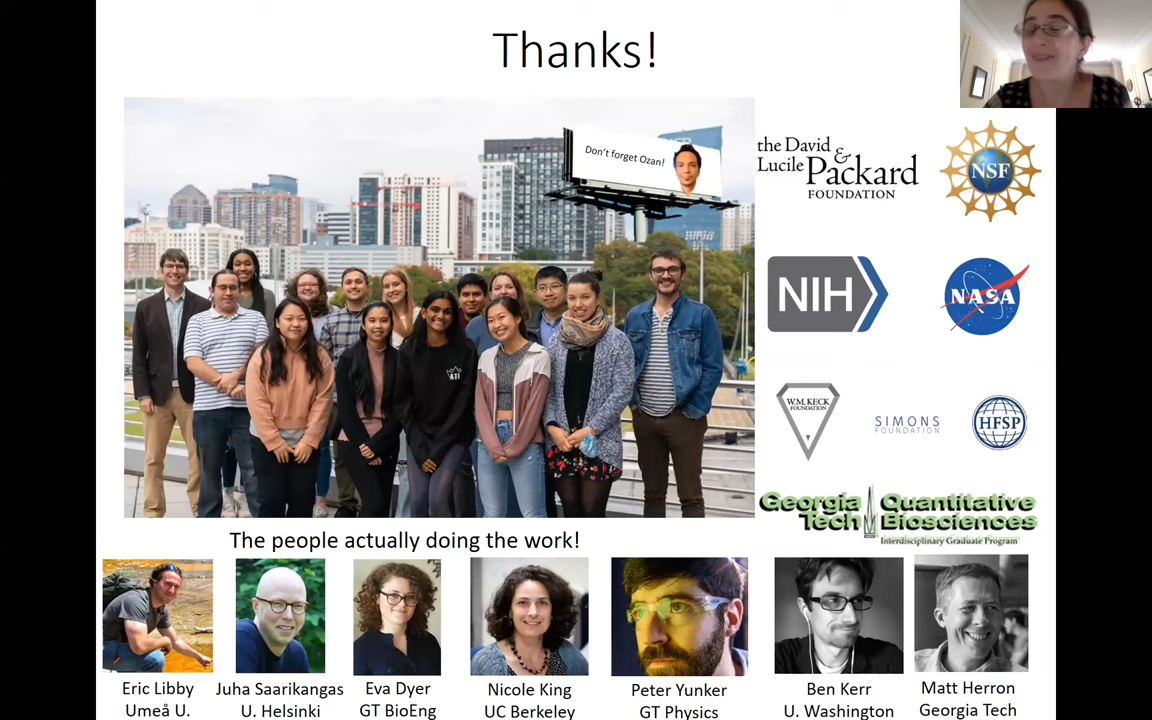 Thanks!
Don't forget Ozan!
the David &
Lucile Packard
FOUNDATION
NSF
NIH
NASA
W.M. KECK
FOUNDATION
SIMONS
FOUNDATION
HFSP
Georgia Tech
Quantitative
Biosciences
Interdisciplinary Graduate Program
The people actually doing the work!
Eric Libby
Umeå U.
Juha Saarikangas
U. Helsinki
Eva Dyer
GT BioEng
Nicole King
UC Berkeley
Peter Yunker
GT Physics
Ben Kerr
U. Washington
Matt Herron
Georgia Tech